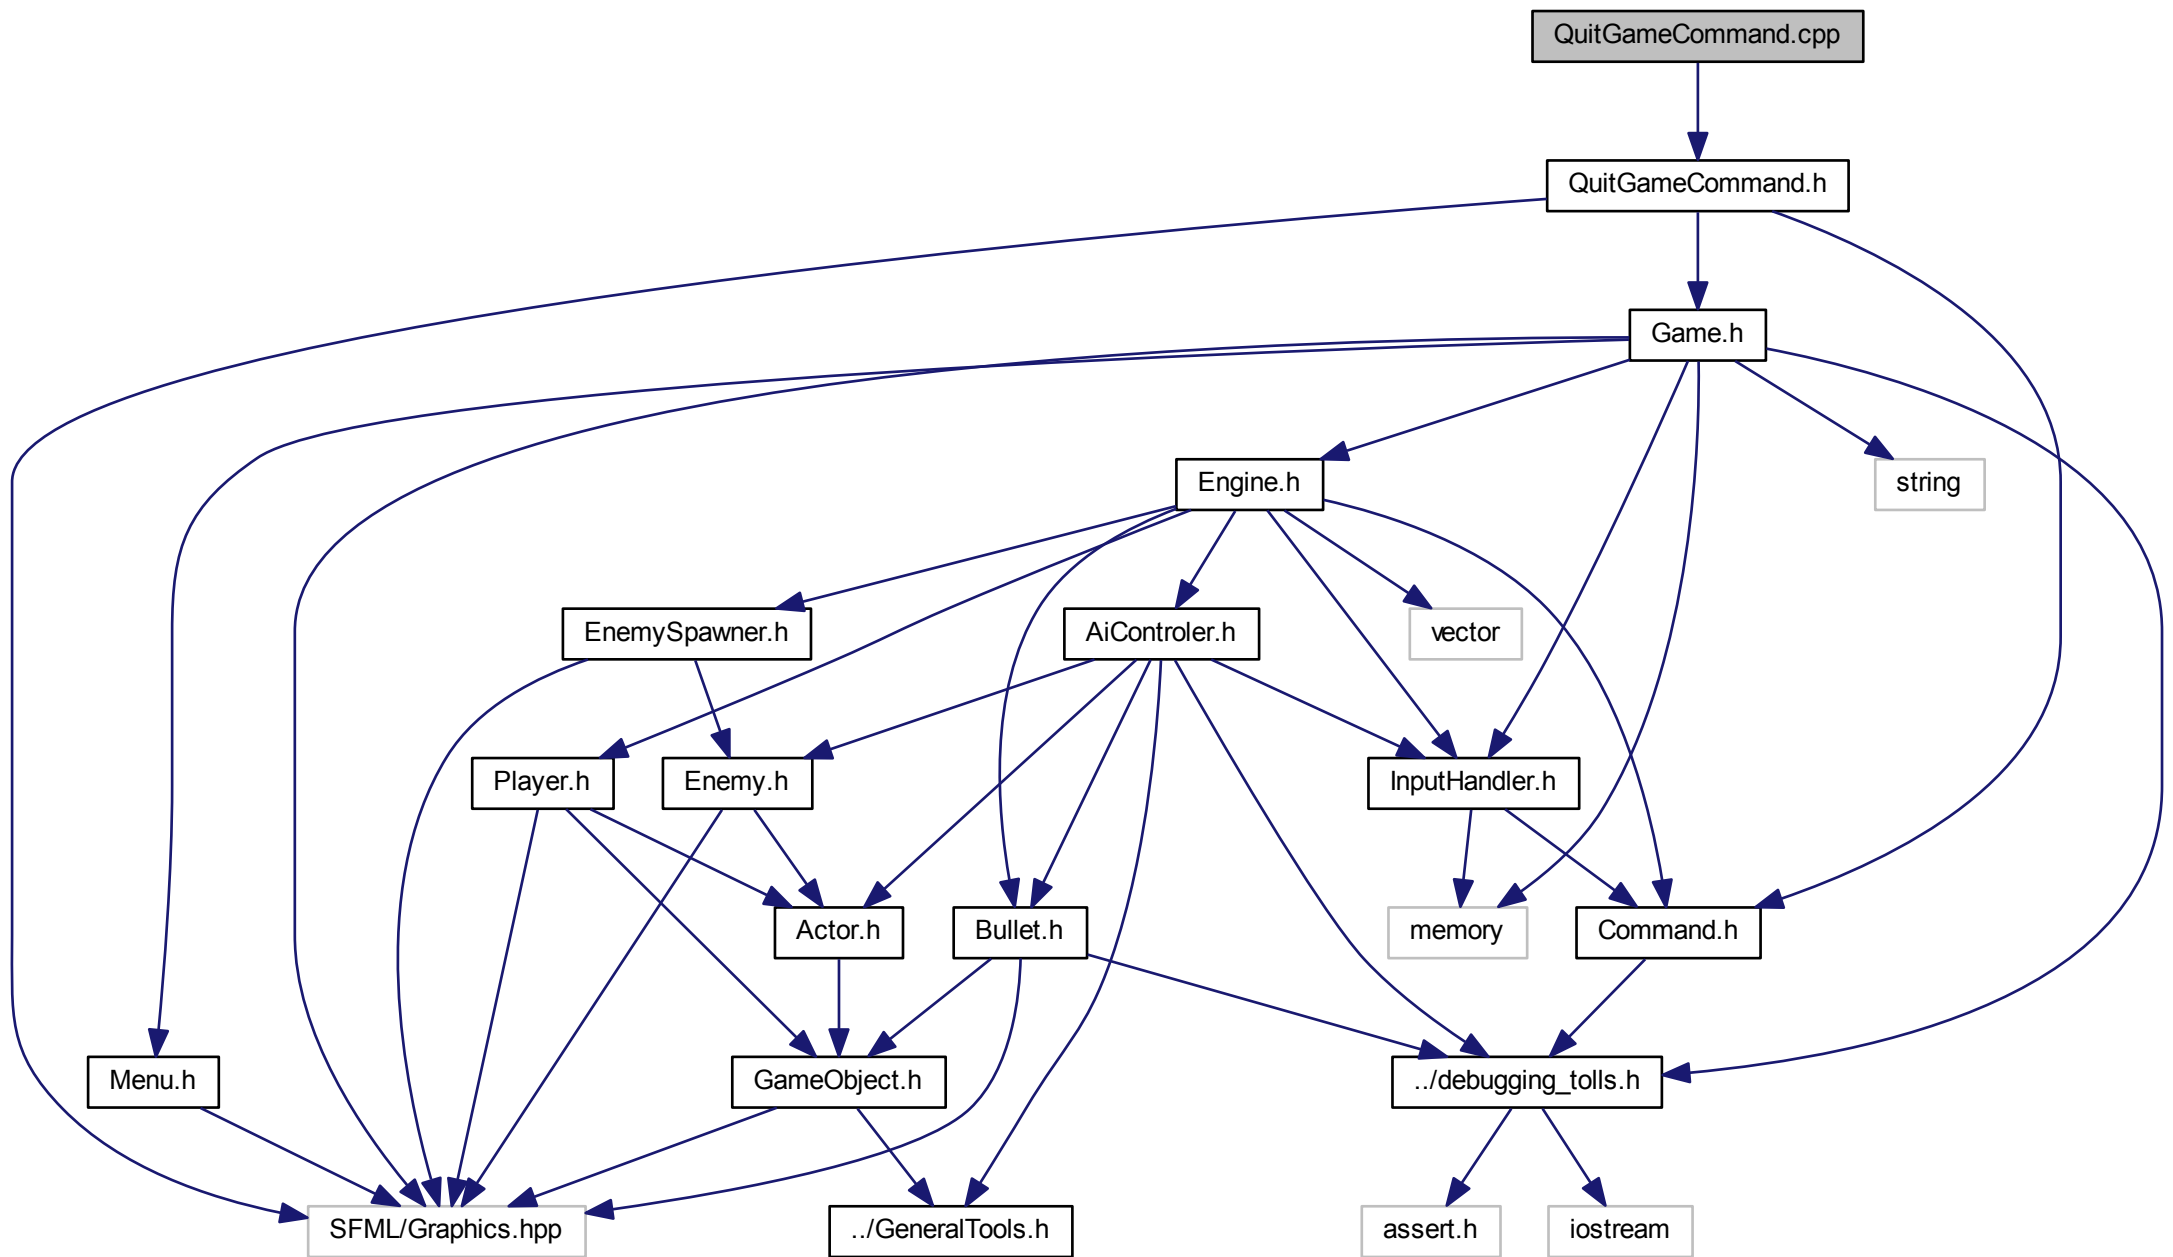 QuitGameCommand.cpp
QuitGameCommand.h
Game.h
Engine.h
string
EnemySpawner.h
AiControler.h
vector
Player.h
Enemy.h
InputHandler.h
Actor.h
Bullet.h
memory
Command.h
Menu.h
GameObject.h
../debugging_tolls.h
SFML/Graphics.hpp
../GeneralTools.h
assert.h
iostream